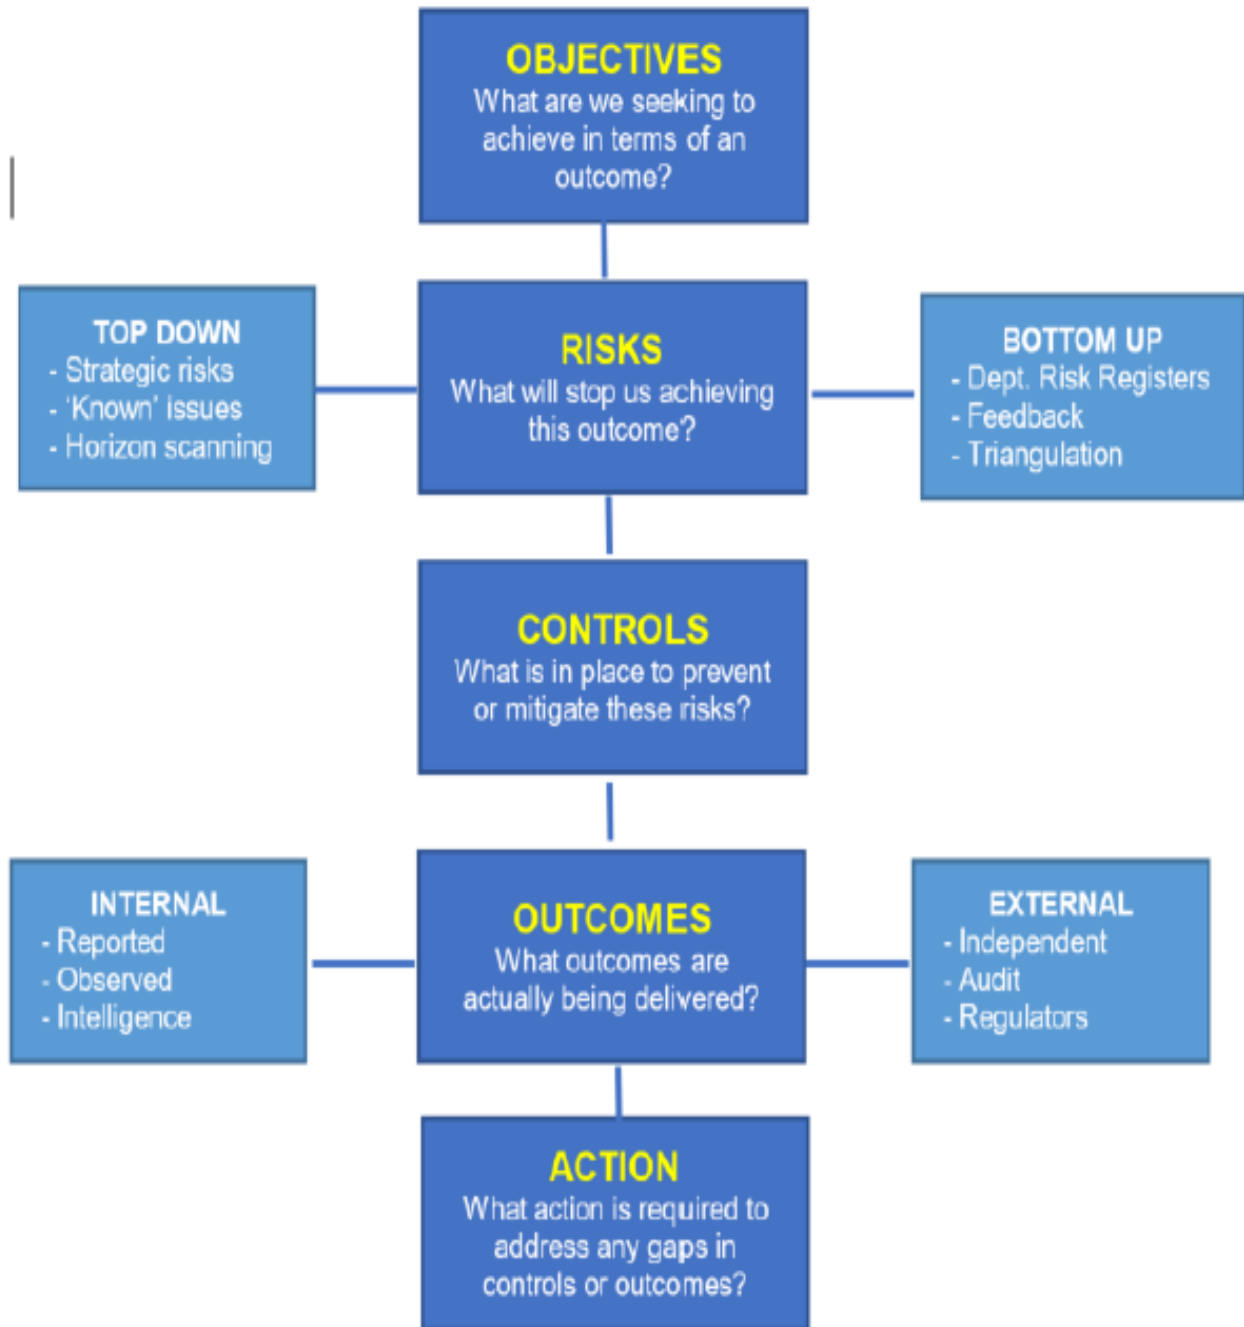 OBJECTIVES
What are we seeking to
achieve in terms of an
outcome?
TOP DOWN
- Strategic risks
- ‘Known’ issues
- Horizon scanning
RISKS
What will stop us achieving
this outcome?
BOTTOM UP
- Dept. Risk Registers
- Feedback
- Triangulation
CONTROLS
What is in place to prevent
or mitigate these risks?
INTERNAL
- Reported
- Observed
- Intelligence
OUTCOMES
What outcomes are
actually being delivered?
EXTERNAL
- Independent
- Audit
- Regulators
ACTION
What action is required to
address any gaps in
controls or outcomes?